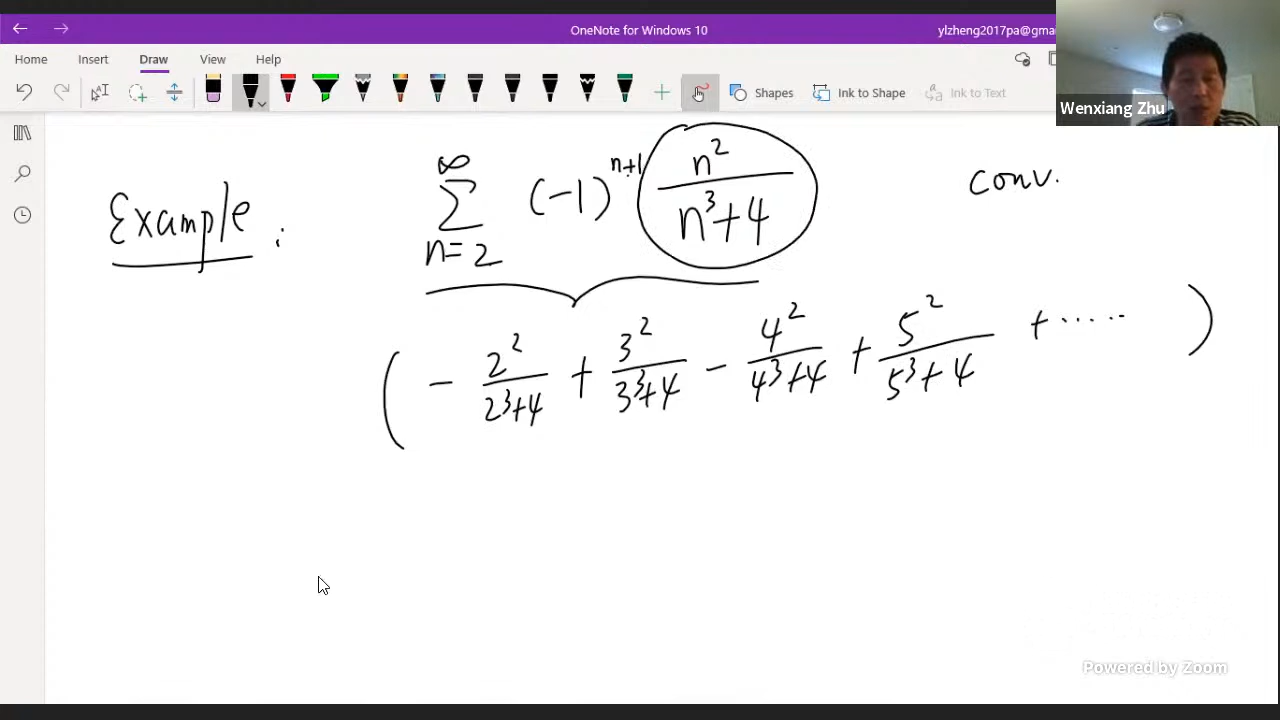 OneNote for Windows 10
ylzheng2017pa@gma
Home Insert Draw View Help
Shapes Ink to Shape Ink to Text
Wenxiang Zhu
Example: ∞ Σ n=2 (-1)^{n+1} n^2/(n^3+4) conv.
( - 2^2/(2^3+4) + 3^2/(3^3+4) - 4^2/(4^3+4) + 5^2/(5^3+4) + ...... )
Powered by Zoom